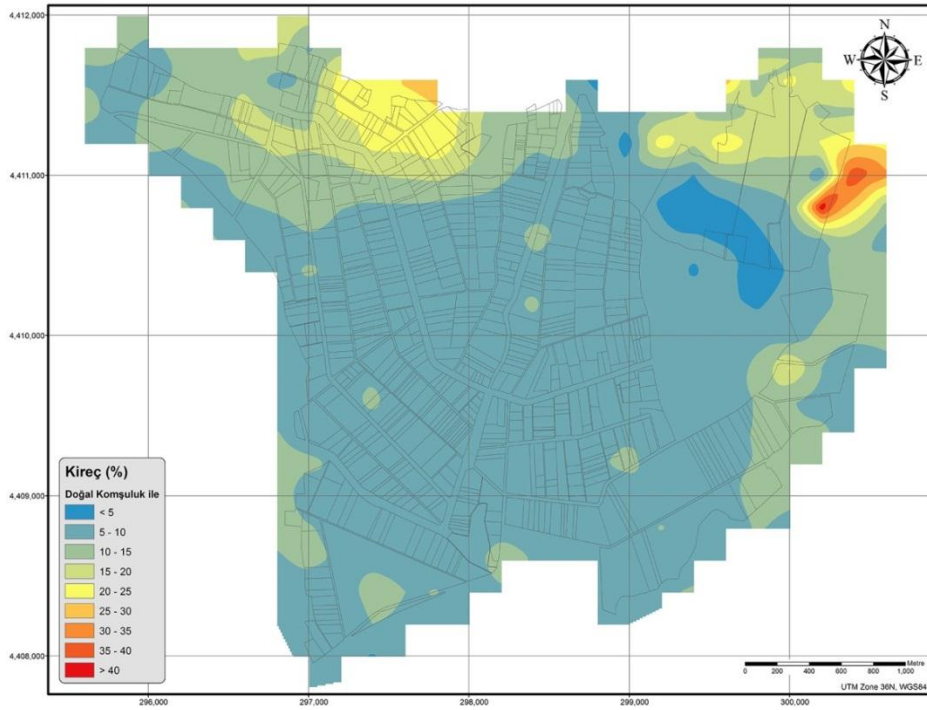 4,412,000
N
W E
S
4,411,000
4,410,000
4,409,000
4,408,000
Kireç (%)
Doğal Komşuluk ile
< 5
5 - 10
10 - 15
15 - 20
20 - 25
25 - 30
30 - 35
35 - 40
> 40
Metre
0 200 400 600 800 1,000
UTM Zone 36N, WGS84
296,000 297,000 298,000 299,000 300,000